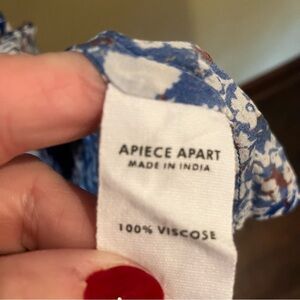 APIECE APART
MADE IN INDIA
100% VISCOSE